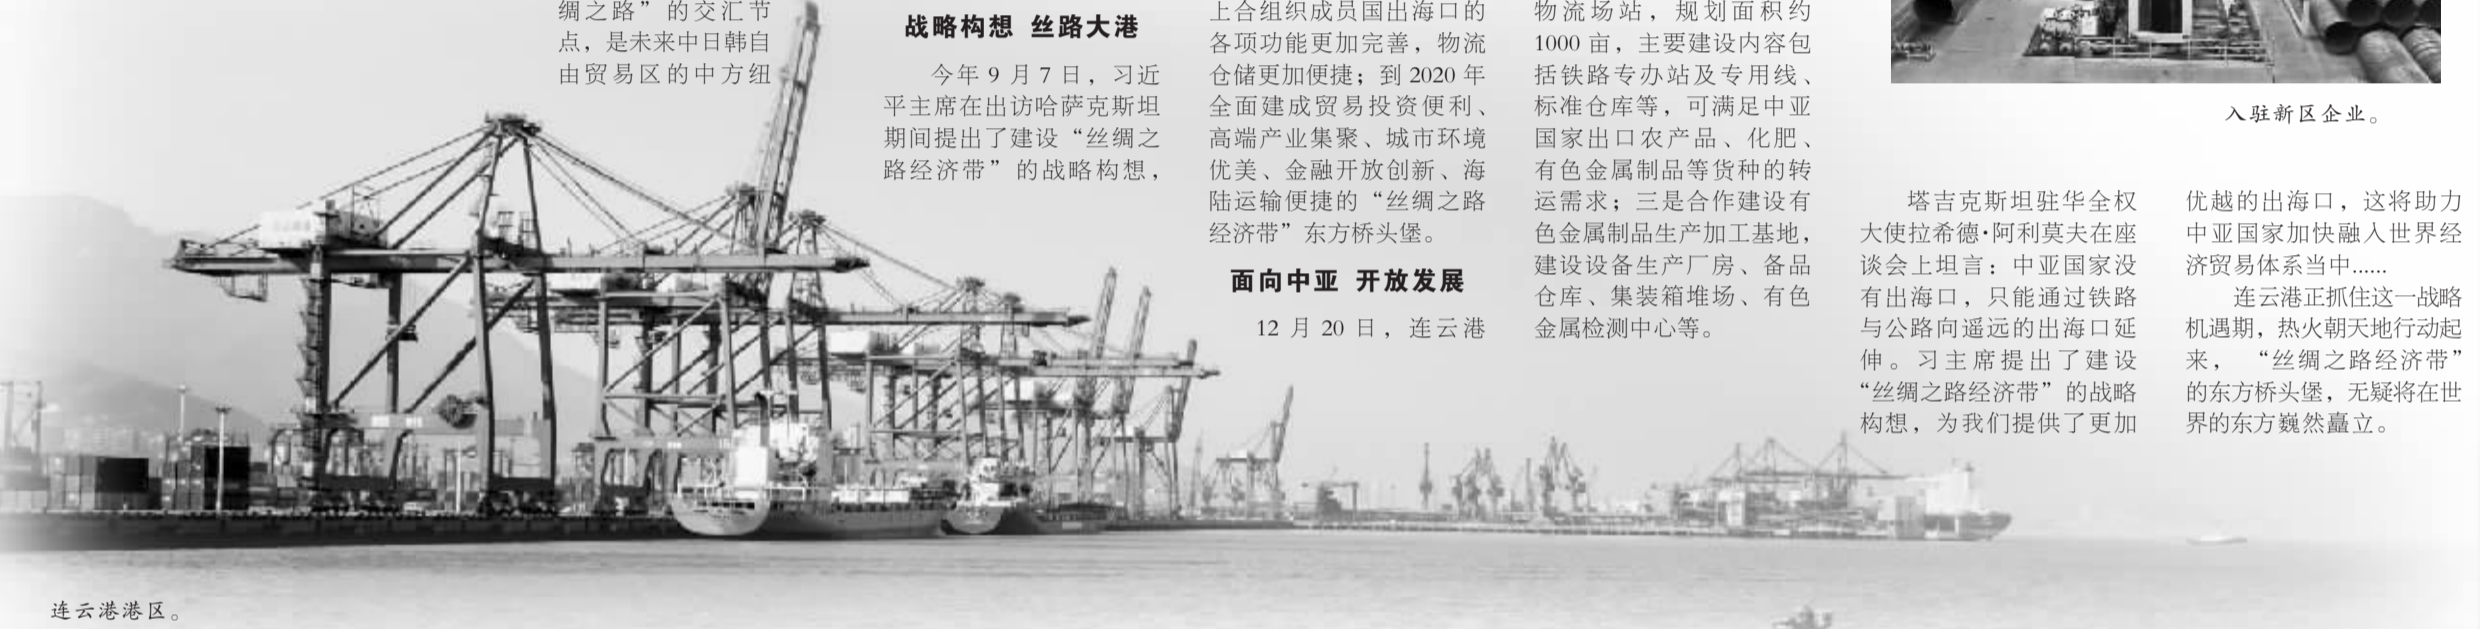 绸之路”的交汇节
点，是未来中日韩自
由贸易区的中方纽
战略构想 丝路大港
今年 9 月 7 日，习近
平主席在出访哈萨克斯坦
期间提出了建设“丝绸之
路经济带”的战略构想，
上合组织成员国出海口的
各项功能更加完善，物流
仓储更加便捷；到 2020 年
全面建成贸易投资便利、
高端产业集聚、城市环境
优美、金融开放创新、海
陆运输便捷的“丝绸之路
经济带”东方桥头堡。
面向中亚 开放发展
12 月 20 日，连云港
物流场站，规划面积约
1000 亩，主要建设内容包
括铁路专办站及专用线、
标准仓库等，可满足中亚
国家出口农产品、化肥、
有色金属制品等货种的转
运需求；三是合作建设有
色金属制品生产加工基地，
建设设备生产厂房、备品
仓库、集装箱堆场、有色
金属检测中心等。
入驻新区企业。
塔吉克斯坦驻华全权
大使拉希德·阿利莫夫在座
谈会上坦言：中亚国家没
有出海口，只能通过铁路
与公路向遥远的出海口延
伸。习主席提出了建设
“丝绸之路经济带”的战略
构想，为我们提供了更加
优越的出海口，这将助力
中亚国家加快融入世界经
济贸易体系当中……
连云港正抓住这一战略
机遇期，热火朝天地行动起
来，“丝绸之路经济带”
的东方桥头堡，无疑将在世
界的东方巍然矗立。
连云港港区。